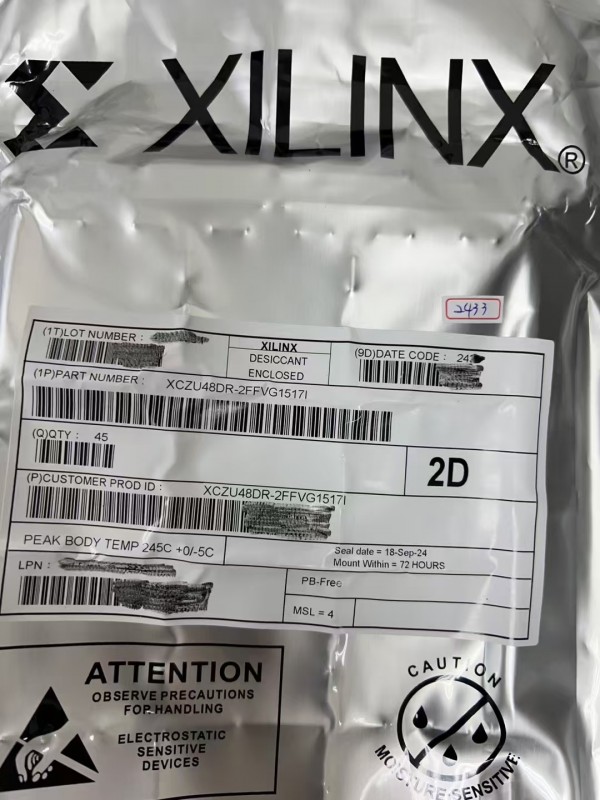 XILINX®
2433
(1T)LOT NUMBER :
XILINX
DESICCANT
ENCLOSED
(9D)DATE CODE : 24
(1P)PART NUMBER : XCZU48DR-2FFVG1517I
(Q)QTY : 45
2D
(P)CUSTOMER PROD ID : XCZU48DR-2FFVG1517I
PEAK BODY TEMP 245C +0/-5C
Seal date = 18-Sep-24
Mount Within = 72 HOURS
LPN :
PB-Free
MSL = 4
ATTENTION
OBSERVE PRECAUTIONS
FOR HANDLING
ELECTROSTATIC
SENSITIVE
DEVICES
CAUTION
MOISTURE-SENSITIVE